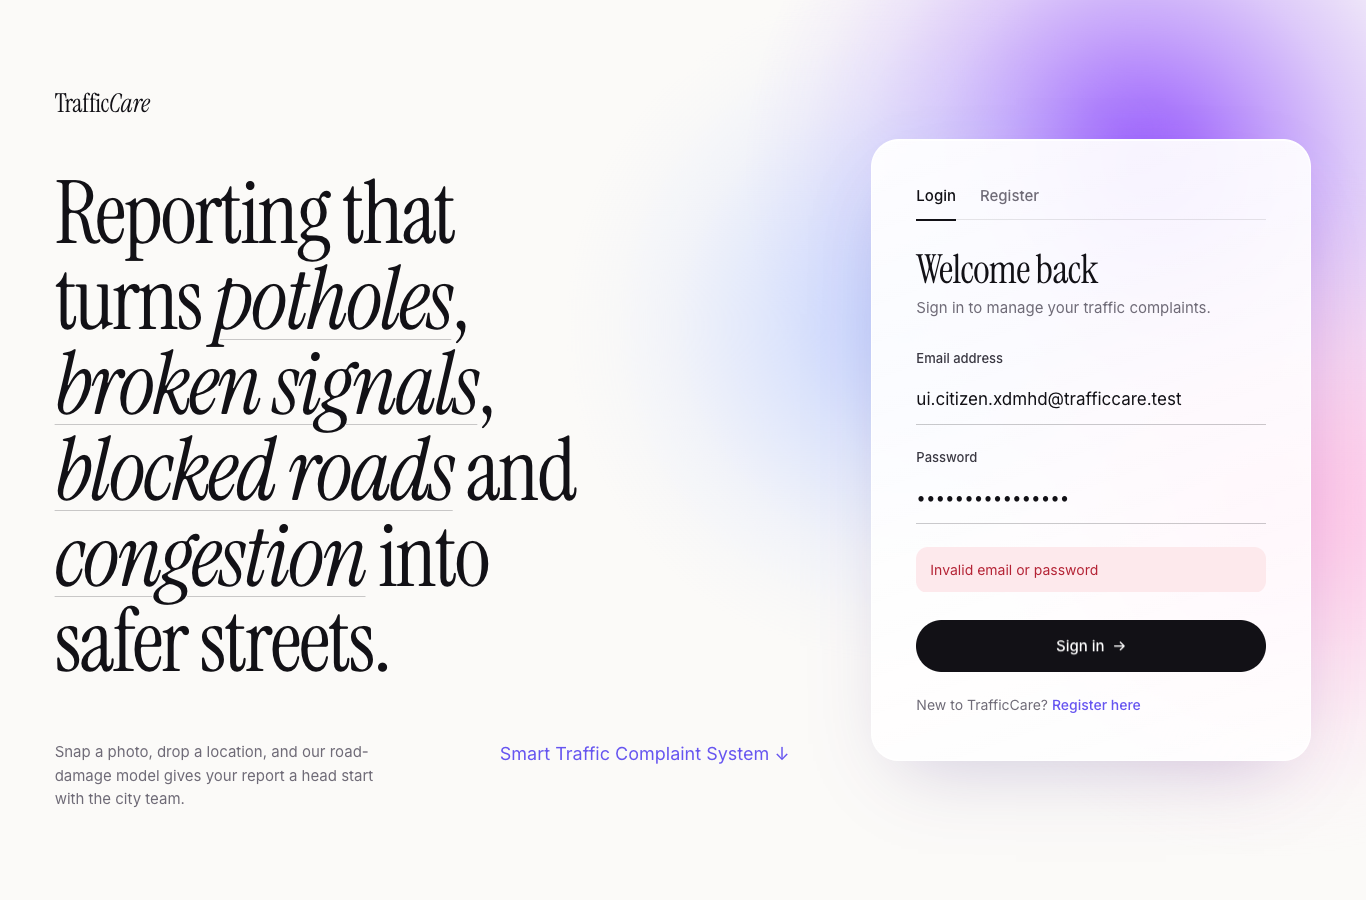 TrafficCare
Reporting that
turns potholes,
broken signals,
blocked roads and
congestion into
safer streets.
Snap a photo, drop a location, and our road-
damage model gives your report a head start
with the city team.
Smart Traffic Complaint System ↓
Login Register
Welcome back
Sign in to manage your traffic complaints.
Email address
ui.citizen.xdmhd@trafficcare.test
Password
••••••••••••••••
Invalid email or password
Sign in →
New to TrafficCare? Register here